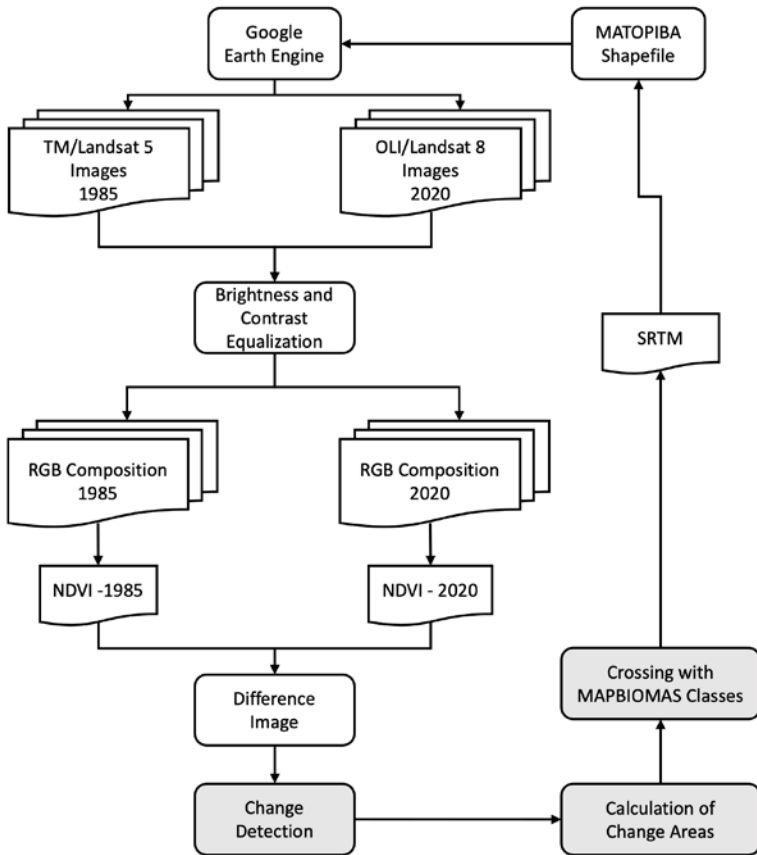 Google
Earth Engine
MATOPIBA
Shapefile
TM/Landsat 5
Images
1985
OLI/Landsat 8
Images
2020
Brightness and
Contrast
Equalization
SRTM
RGB Composition
1985
RGB Composition
2020
NDVI -1985
NDVI - 2020
Crossing with
MAPBIOMAS Classes
Difference
Image
Change
Detection
Calculation of
Change Areas